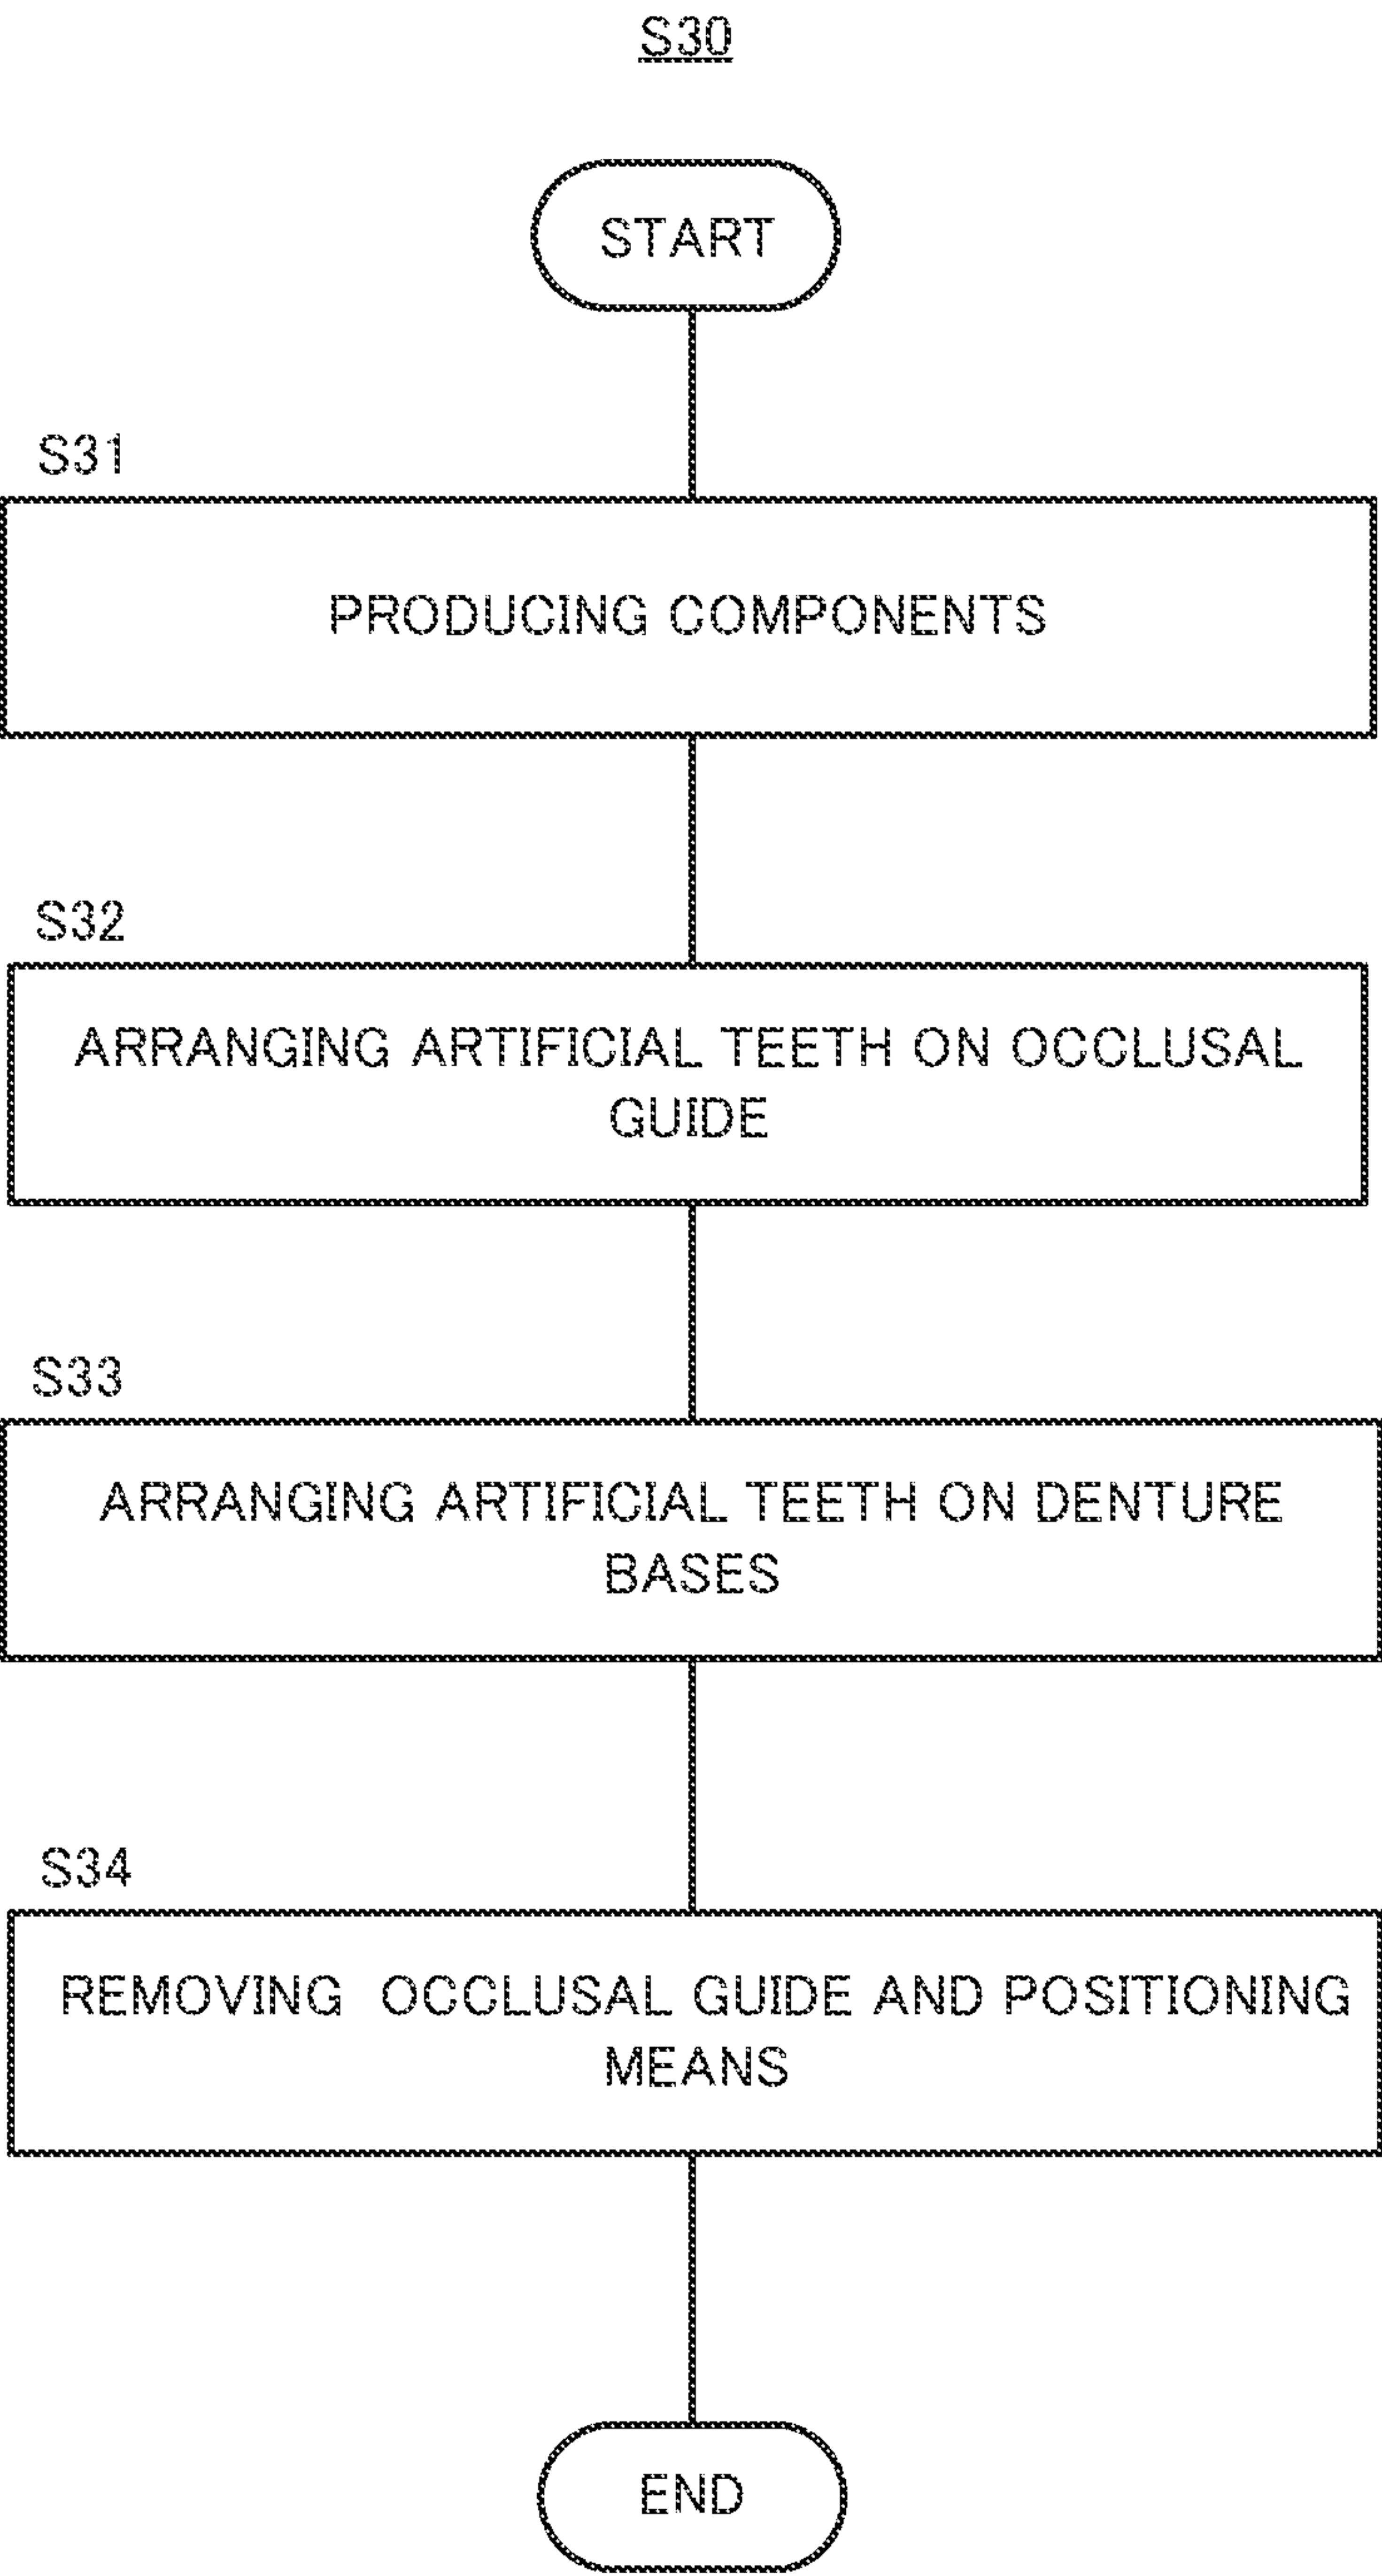 S30
START
S31
PRODUCING COMPONENTS
S32
ARRANGING ARTIFICIAL TEETH ON OCCLUSAL
GUIDE
S33
ARRANGING ARTIFICIAL TEETH ON DENTURE
BASES
S34
REMOVING OCCLUSAL GUIDE AND POSITIONING
MEANS
END